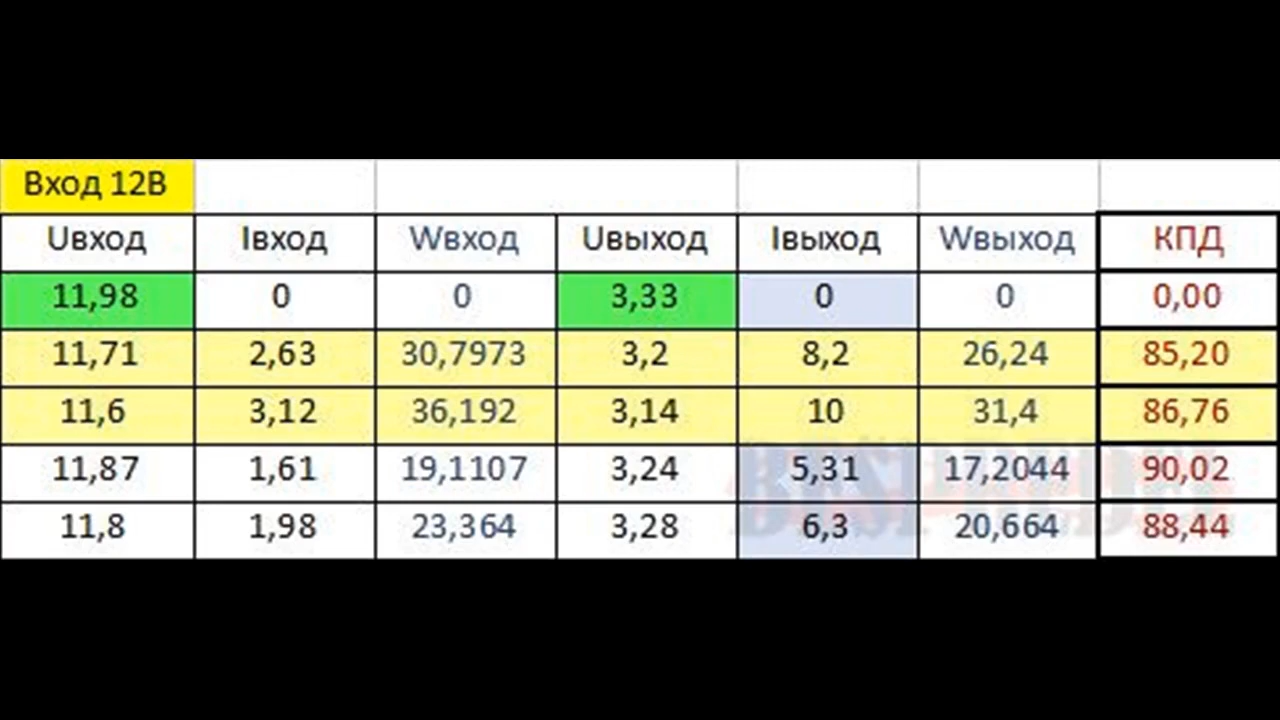 Вход 12В
Uвход Iвход Wвход Uвыход Iвыход Wвыход КПД
11,98 0 0 3,33 0 0 0,00
11,71 2,63 30,7973 3,2 8,2 26,24 85,20
11,6 3,12 36,192 3,14 10 31,4 86,76
11,87 1,61 19,1107 3,24 5,31 17,2044 90,02
11,8 1,98 23,364 3,28 6,3 20,664 88,44